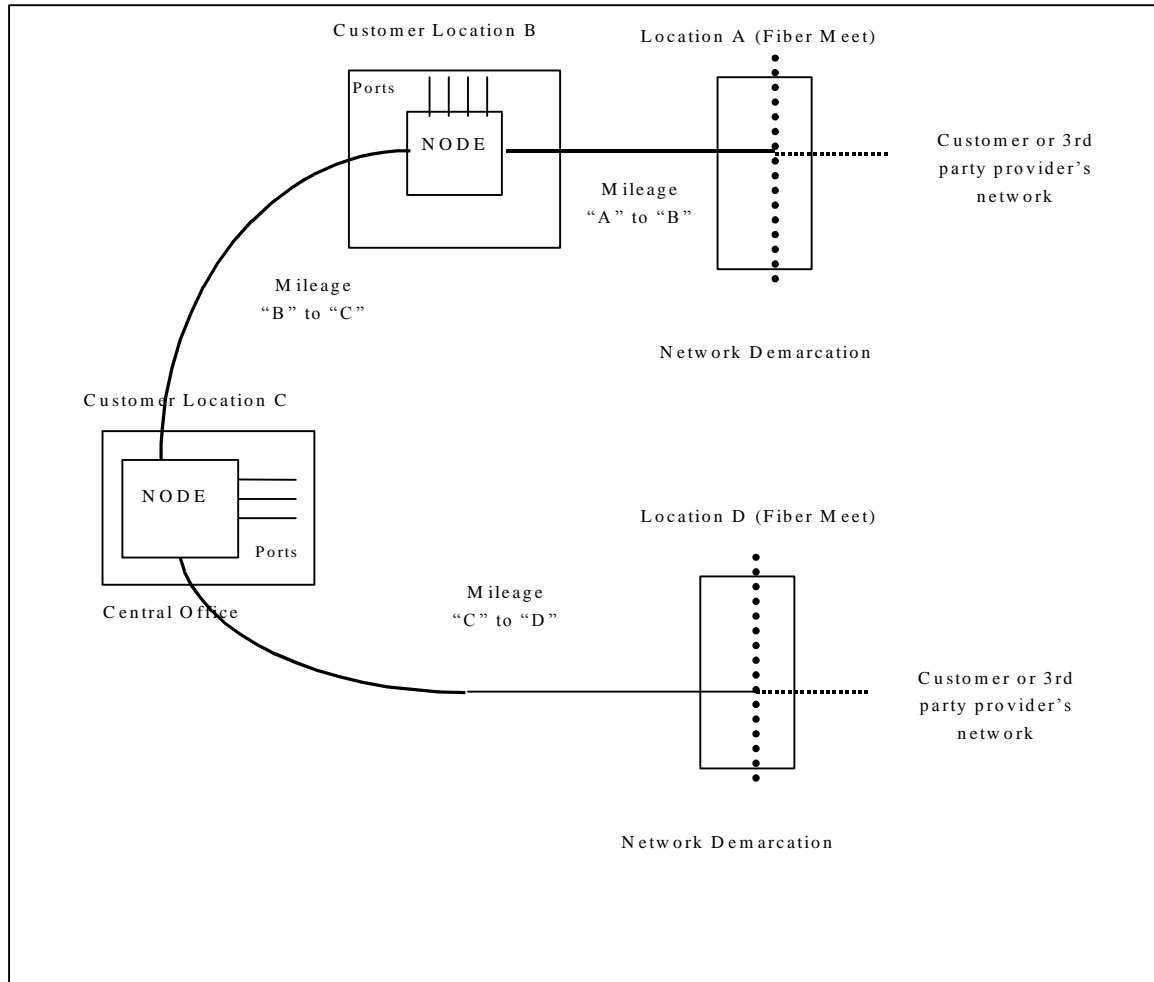 Customer Location B
Location A (Fiber Meet)
Ports
NODE
Customer or 3rd
party provider's
network
Mileage
“A” to “B”
Mileage
“B” to “C”
Network Demarcation
Customer Location C
NODE
Ports
Central Office
Location D (Fiber Meet)
Mileage
“C” to “D”
Customer or 3rd
party provider's
network
Network Demarcation